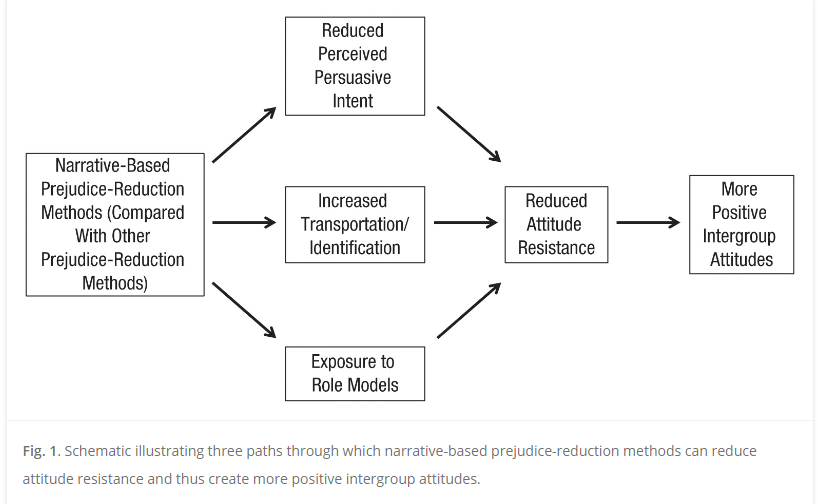 Reduced
Perceived
Persuasive
Intent
Narrative-Based
Prejudice-Reduction
Methods (Compared
With Other
Prejudice-Reduction
Methods)
Increased
Transportation/
Identification
Reduced
Attitude
Resistance
More
Positive
Intergroup
Attitudes
Exposure to
Role Models
Fig. 1. Schematic illustrating three paths through which narrative-based prejudice-reduction methods can reduce
attitude resistance and thus create more positive intergroup attitudes.